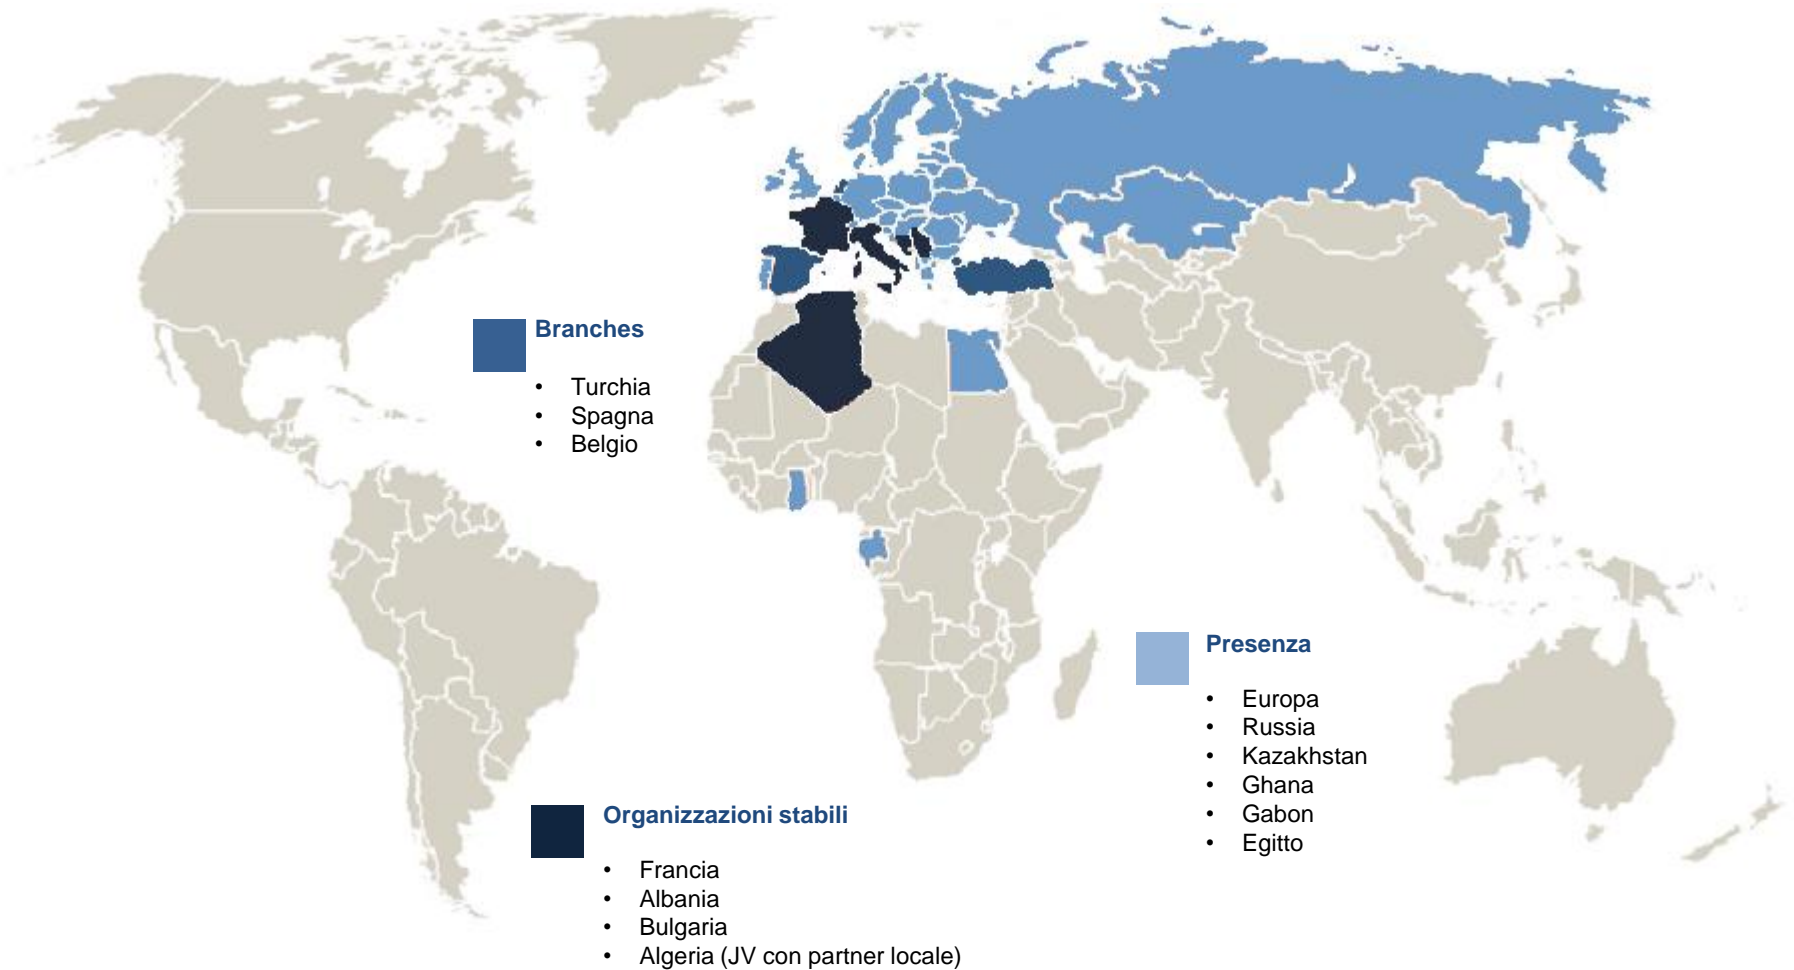 Branches
• Turchia
• Spagna
• Belgio
Presenza
• Europa
• Russia
• Kazakhstan
• Ghana
• Gabon
• Egitto
Organizzazioni stabili
• Francia
• Albania
• Bulgaria
• Algeria (JV con partner locale)